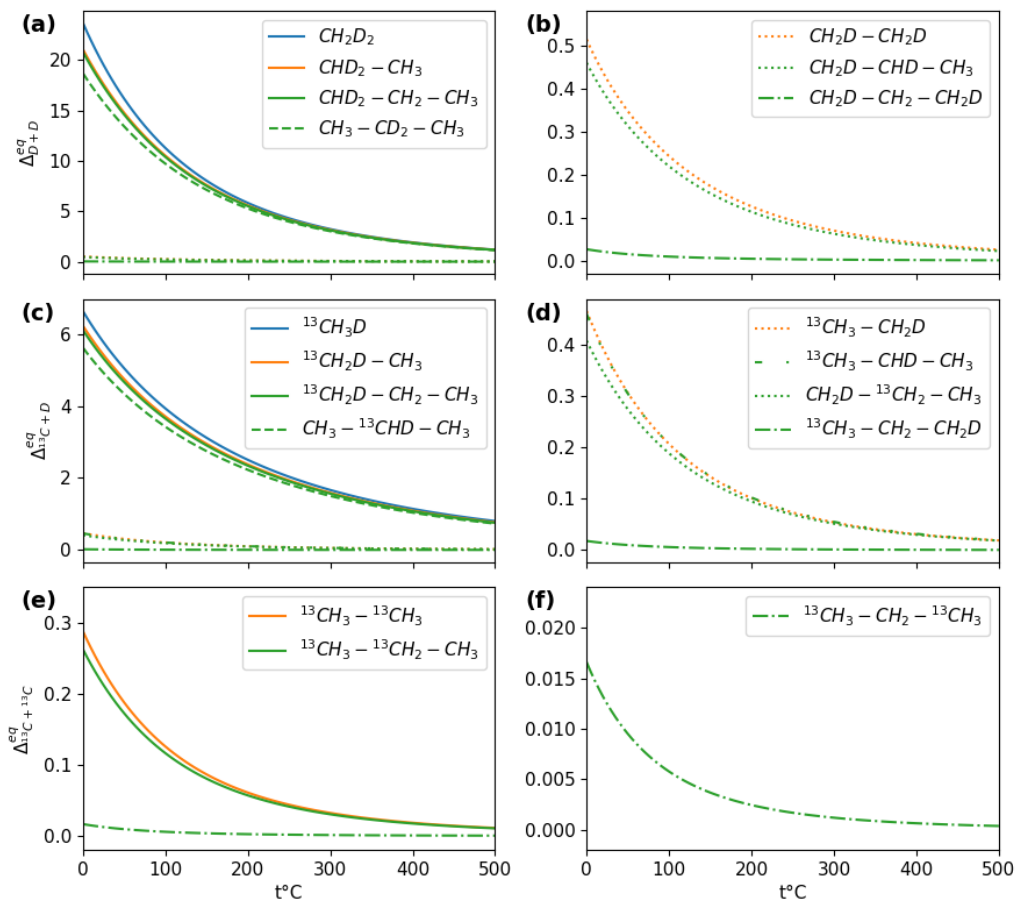 (a)
CH₂D₂
CHD₂ − CH₃
CHD₂ − CH₂ − CH₃
CH₃ − CD₂ − CH₃
20
15
10
5
0
Δ^{eq}_{D+D}
(b)
CH₂D − CH₂D
CH₂D − CHD − CH₃
CH₂D − CH₂ − CH₂D
0.5
0.4
0.3
0.2
0.1
0.0
(c)
¹³CH₃D
¹³CH₂D − CH₃
¹³CH₂D − CH₂ − CH₃
CH₃ − ¹³CHD − CH₃
6
4
2
0
Δ^{eq}_{¹³C+D}
(d)
¹³CH₃ − CH₂D
¹³CH₃ − CHD − CH₃
CH₂D − ¹³CH₂ − CH₃
¹³CH₃ − CH₂ − CH₂D
0.4
0.3
0.2
0.1
0.0
(e)
¹³CH₃ − ¹³CH₃
¹³CH₃ − ¹³CH₂ − CH₃
0.3
0.2
0.1
0.0
Δ^{eq}_{¹³C+¹³C}
0 100 200 300 400 500
t°C
(f)
¹³CH₃ − CH₂ − ¹³CH₃
0.020
0.015
0.010
0.005
0.000
0 100 200 300 400 500
t°C